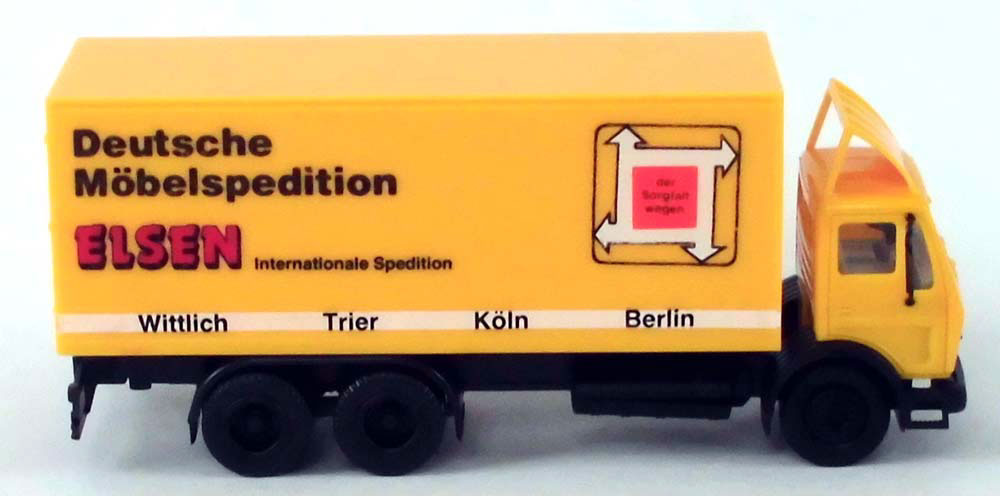 Deutsche
Möbelspedition
ELSEN Internationale Spedition
der
Sorgfalt
wegen
Wittlich Trier Köln Berlin